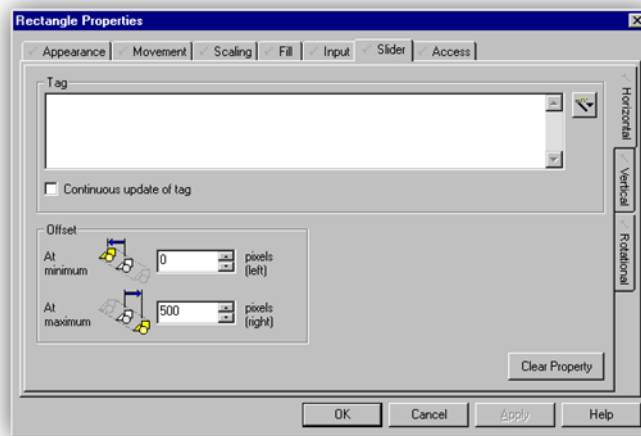 Rectangle Properties
Appearance Movement Scaling Fill Input Slider Access
Tag
Continuous update of tag
Offset
At minimum
0
pixels (left)
At maximum
500
pixels (right)
Horizontal
Vertical
Rotational
Clear Property
OK Cancel Apply Help